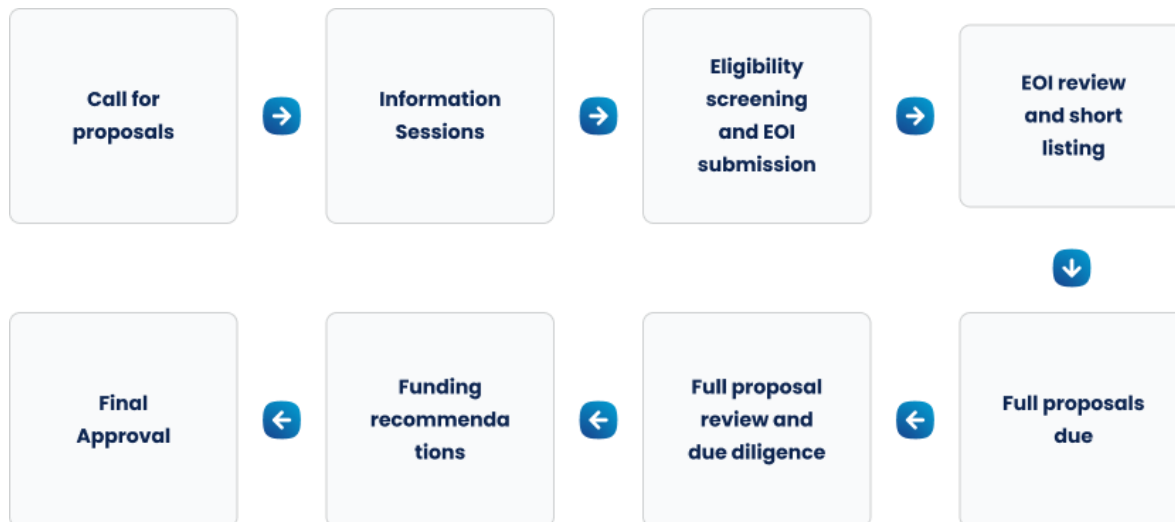 Call for
proposals
Information
Sessions
Eligibility
screening
and EOI
submission
EOI review
and short
listing
Full proposals
due
Full proposal
review and
due diligence
Funding
recommenda
tions
Final
Approval